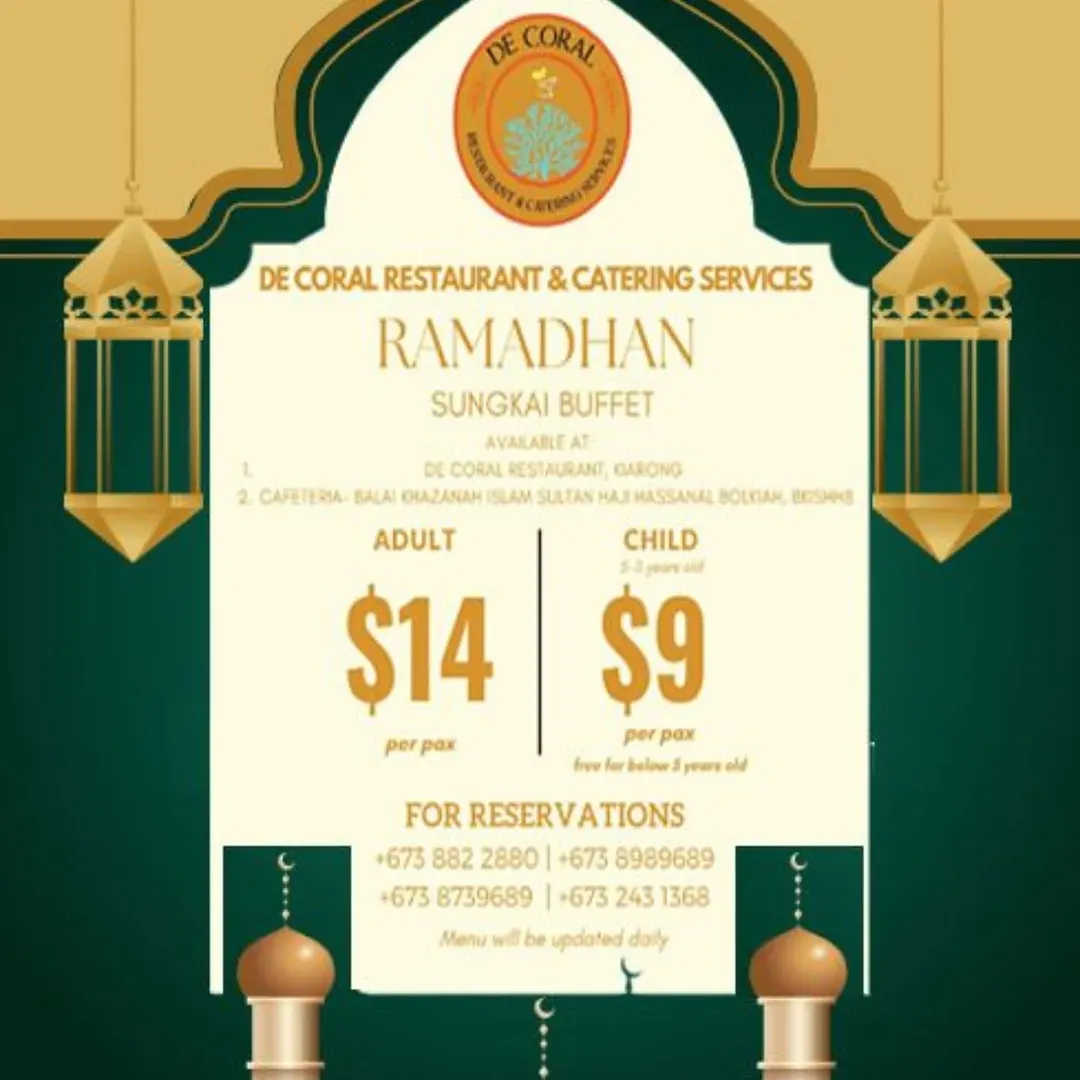 DE CORAL
RESTAURANT & CATERING SERVICES
DE CORAL RESTAURANT & CATERING SERVICES
RAMADHAN
SUNGKAI BUFFET
AVAILABLE AT:
1. DE CORAL RESTAURANT, KIARONG
2. CAFETERIA- BALAI KHAZANAH ISLAM SULTAN HAJI HASSANAL BOLKIAH, BKISHHB
ADULT
$14
per pax
CHILD
years old
$9
per pax
free for below 5 years old
FOR RESERVATIONS
+673 882 2880 | +673 8989689
+673 8739689 | +673 243 1368
Menu will be updated daily